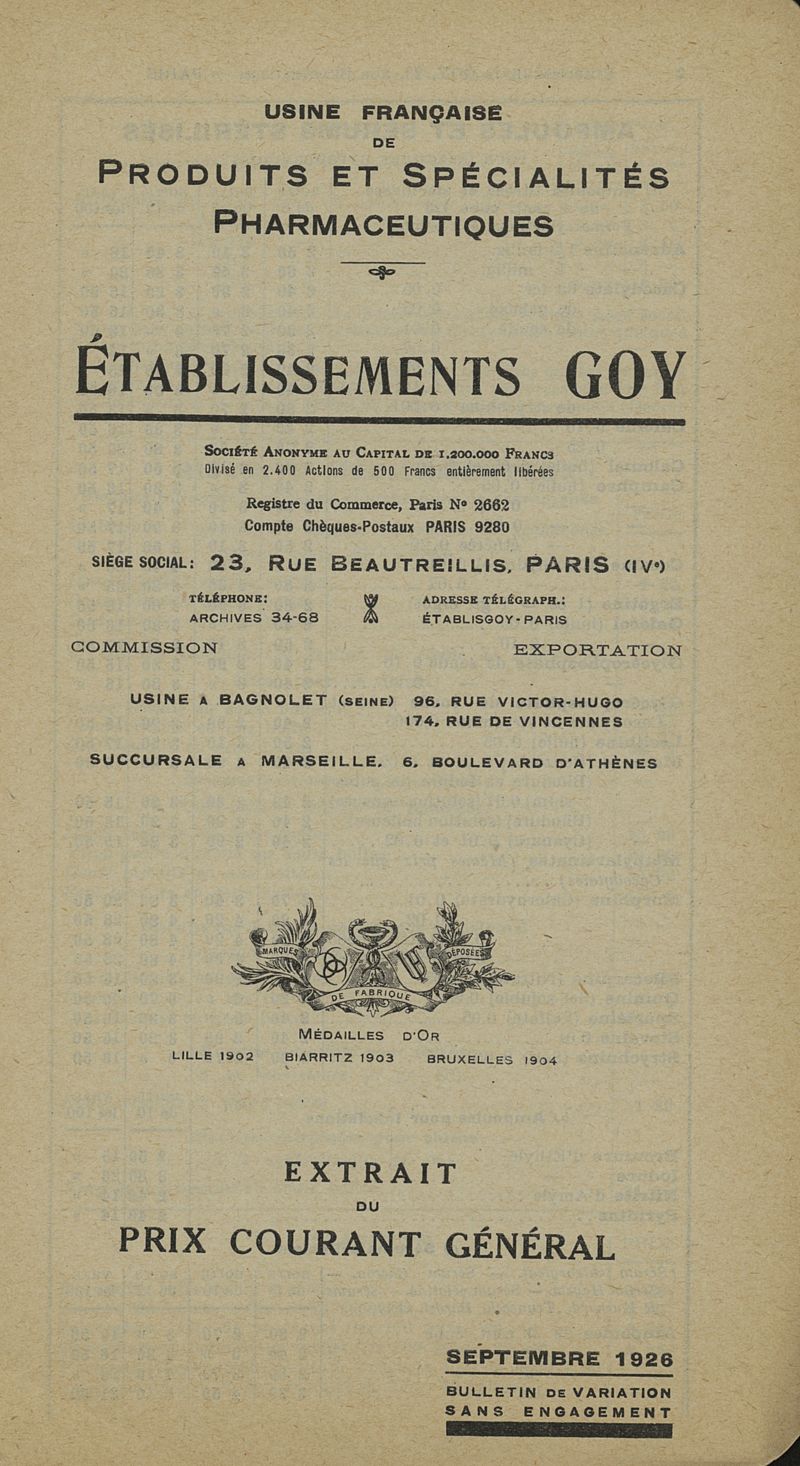 USINE FRANÇAISE
DE
PRODUITS ET SPÉCIALITÉS
PHARMACEUTIQUES
ÉTABLISSEMENTS GOY
SOCIÉTÉ ANONYME AU CAPITAL DE 1.200.000 FRANCS
Divisé en 2.400 Actions de 500 Francs entièrement libérées
Registre du Commerce, Paris Nº 2662
Compte Chèques-Postaux PARIS 9280
SIÈGE SOCIAL: 23, RUE BEAUTREILLIS, PARIS (IVe)
TÉLÉPHONE: ADRESSE TÉLÉGRAPH.:
ARCHIVES 34-68 ÉTABLISGOY-PARIS
COMMISSION EXPORTATION
USINE A BAGNOLET (SEINE) 96, RUE VICTOR-HUGO
174, RUE DE VINCENNES
SUCCURSALE A MARSEILLE, 6, BOULEVARD D'ATHÈNES
MARQUES DÉPOSÉES
DE FABRIQUE
MÉDAILLES D'OR
LILLE 1902 BIARRITZ 1903 BRUXELLES 1904
EXTRAIT
DU
PRIX COURANT GÉNÉRAL
SEPTEMBRE 1926
BULLETIN DE VARIATION
SANS ENGAGEMENT